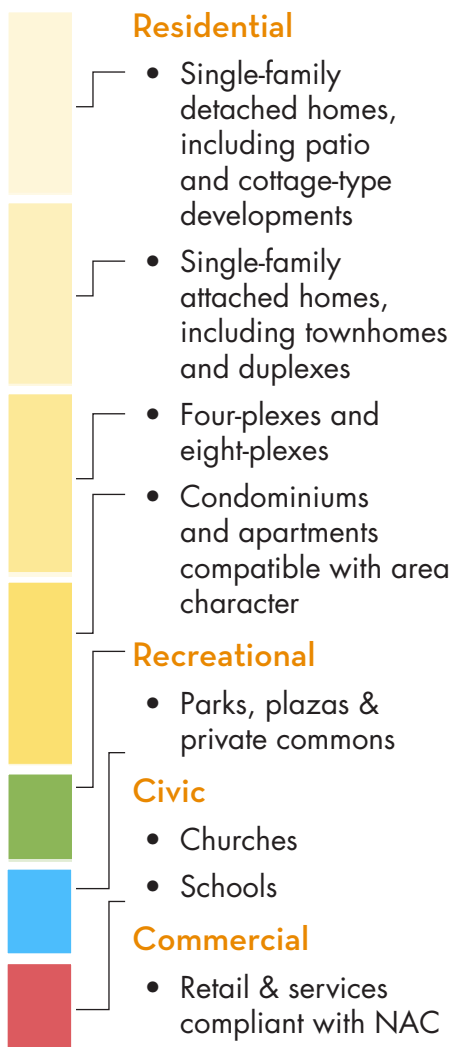 Residential
• Single-family
detached homes,
including patio
and cottage-type
developments
• Single-family
attached homes,
including townhomes
and duplexes
• Four-plexes and
eight-plexes
• Condominiums
and apartments
compatible with area
character
Recreational
• Parks, plazas &
private commons
Civic
• Churches
• Schools
Commercial
• Retail & services
compliant with NAC